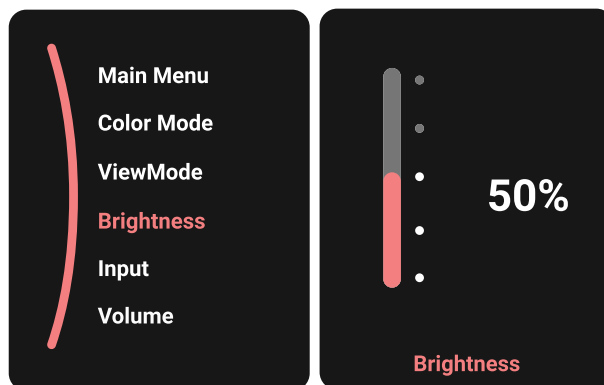 Main Menu
Color Mode
ViewMode
Brightness
Input
Volume
50%
Brightness